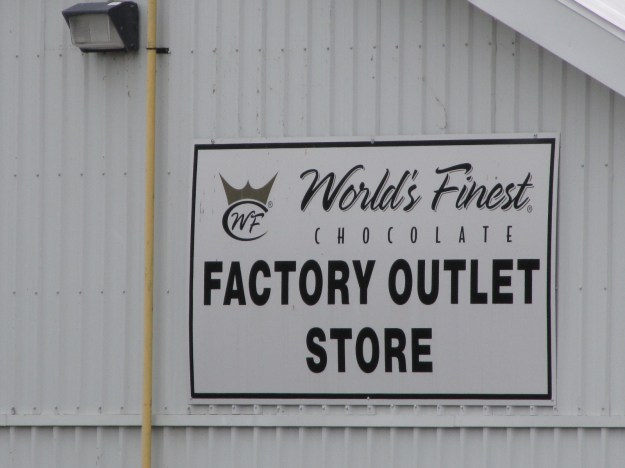 WF®
World's Finest®
CHOCOLATE
FACTORY OUTLET
STORE